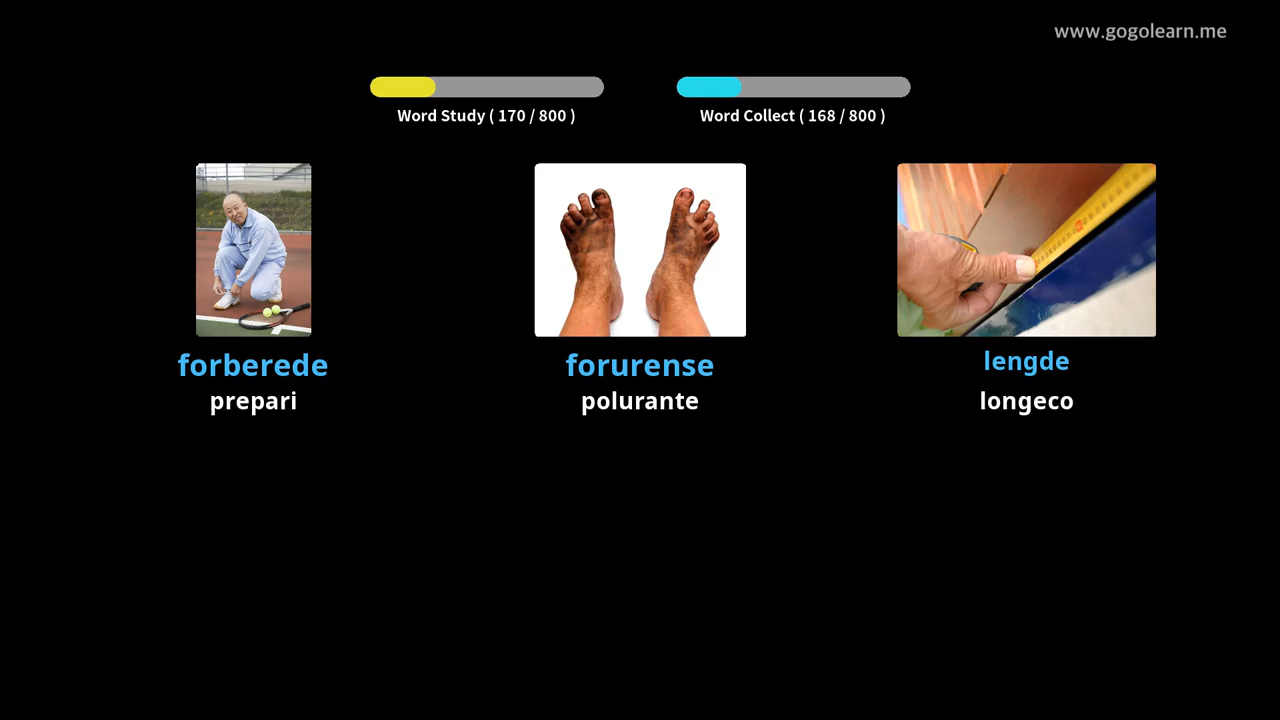 www.gogolearn.me
Word Study ( 170 / 800 )
Word Collect ( 168 / 800 )
forberede
prepari
forurense
polurante
lengde
longeco